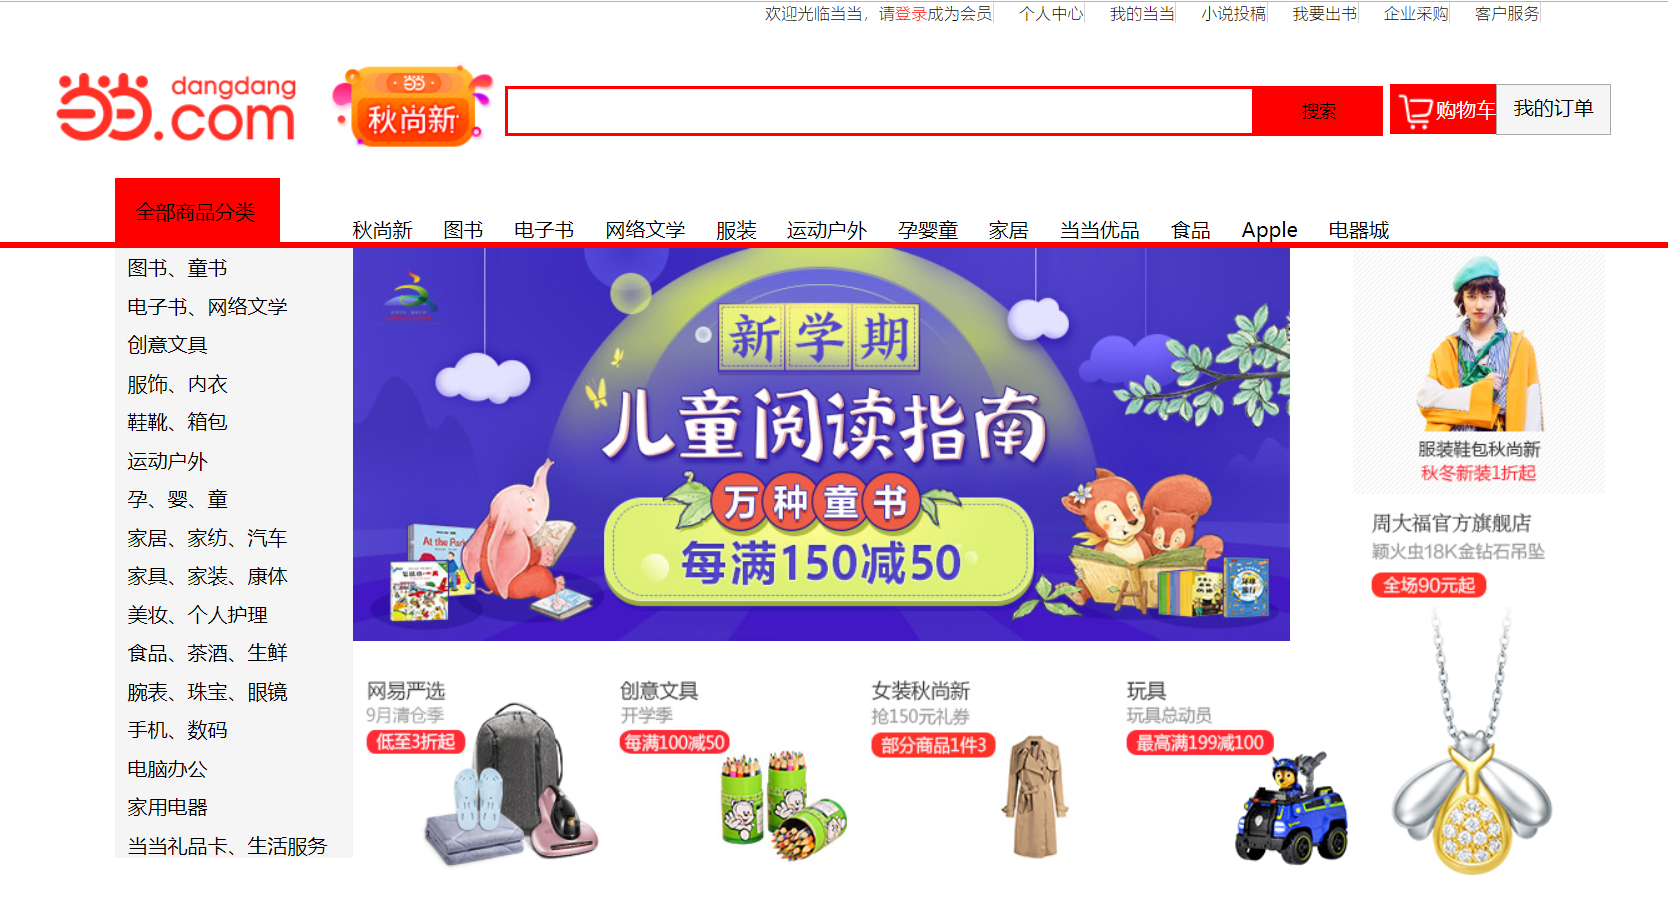 欢迎光临当当，请登录成为会员 个人中心 我的当当 小说投稿 我要出书 企业采购 客户服务
当当 dangdang
.com
当当
秋尚新
搜索
购物车
我的订单
全部商品分类
秋尚新 图书 电子书 网络文学 服装 运动户外 孕婴童 家居 当当优品 食品 Apple 电器城
图书、童书
电子书、网络文学
创意文具
服饰、内衣
鞋靴、箱包
运动户外
孕、婴、童
家居、家纺、汽车
家具、家装、康体
美妆、个人护理
食品、茶酒、生鲜
腕表、珠宝、眼镜
手机、数码
电脑办公
家用电器
当当礼品卡、生活服务
新学期
儿童阅读指南
万种童书
每满150减50
At the Park
服装鞋包秋尚新
秋冬新装1折起
周大福官方旗舰店
颖火虫18K金钻石吊坠
全场90元起
网易严选
9月清仓季
低至3折起
创意文具
开学季
每满100减50
女装秋尚新
抢150元礼券
部分商品1件3
玩具
玩具总动员
最高满199减100